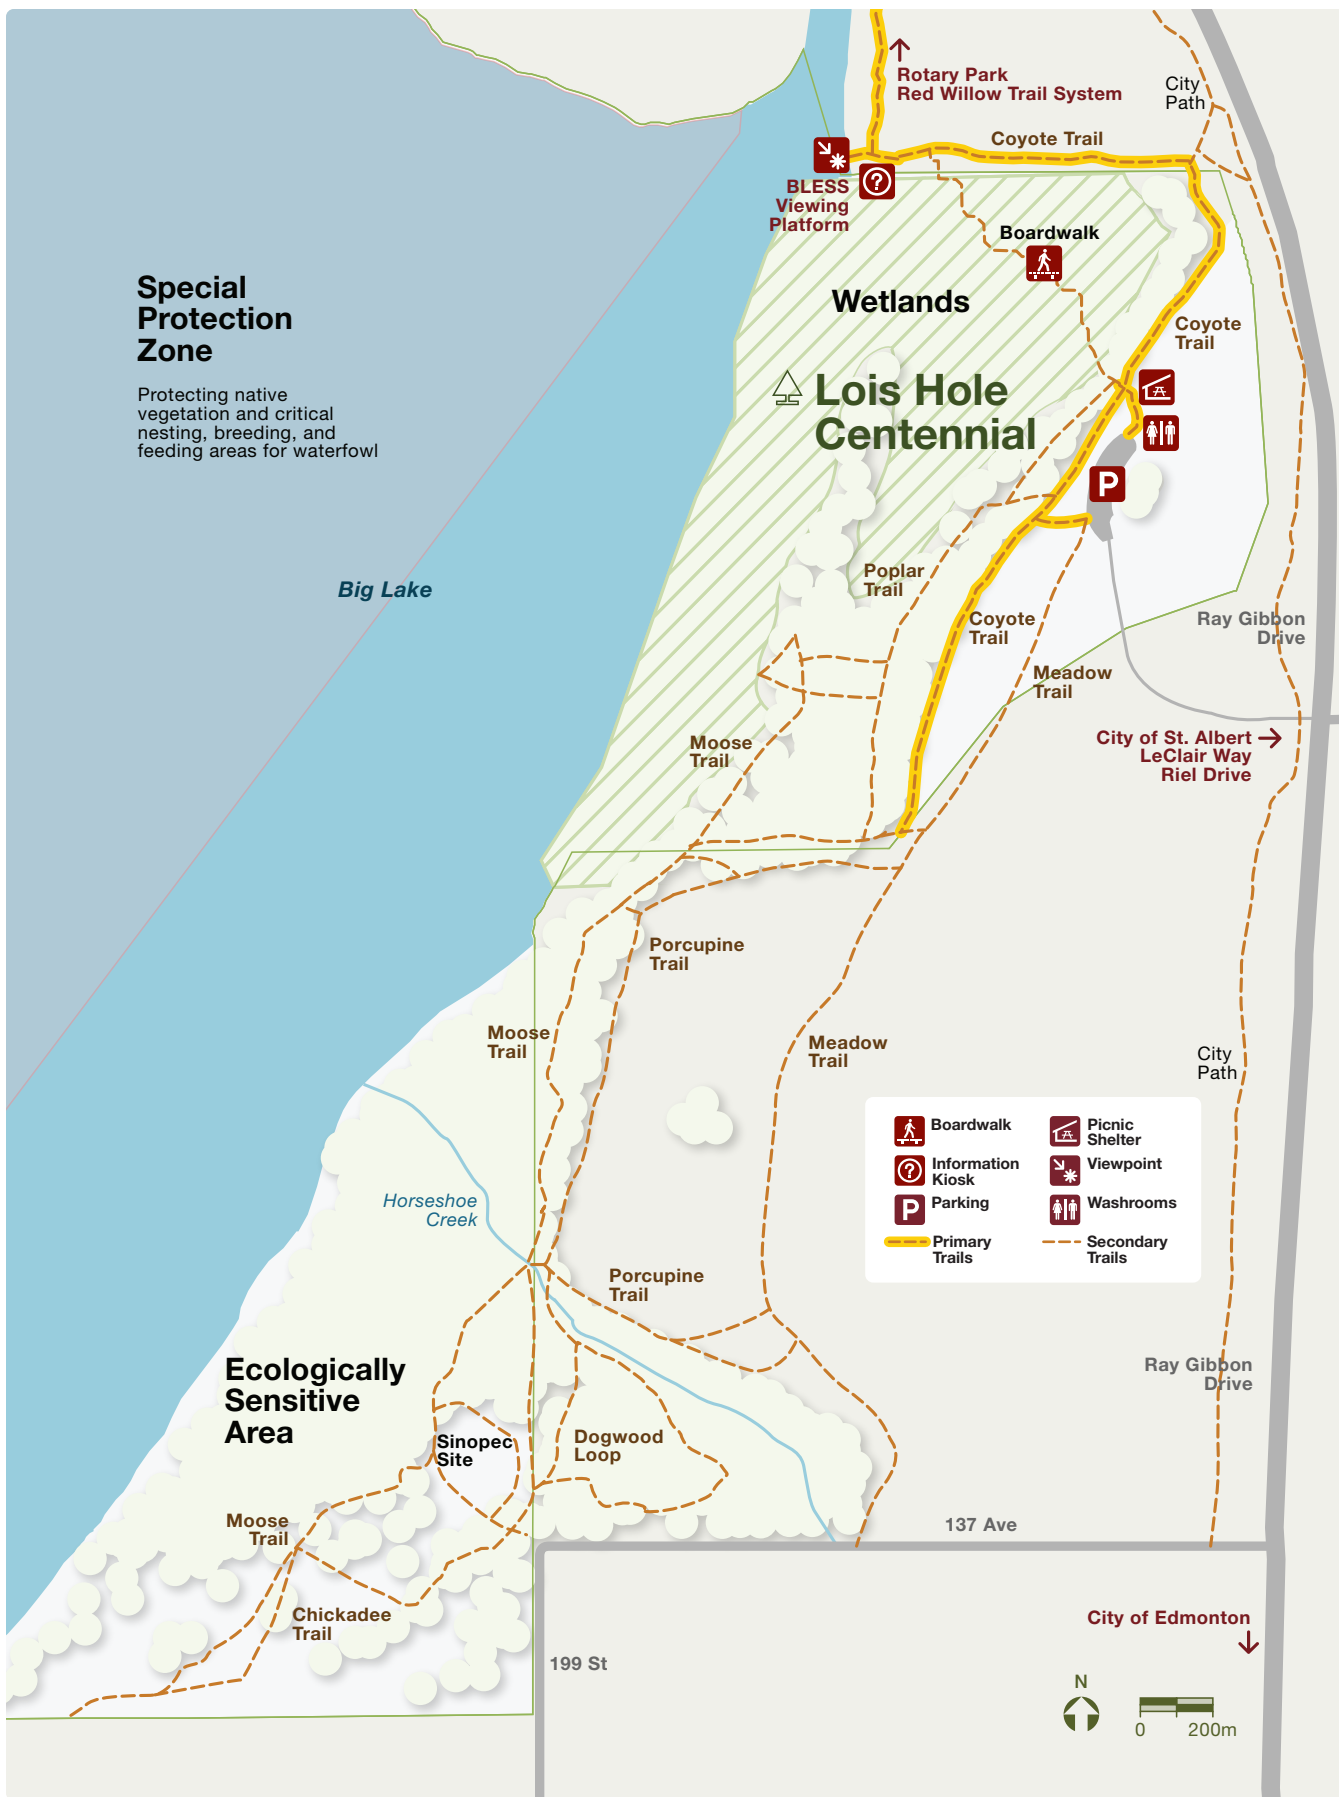 Rotary Park
Red Willow Trail System
City
Path
Coyote Trail
BLESS
Viewing
Platform
?
Boardwalk
Special
Protection
Zone
Protecting native
vegetation and critical
nesting, breeding, and
feeding areas for waterfowl
Wetlands
Coyote
Trail
Lois Hole
Centennial
P
Big Lake
Poplar
Trail
Coyote
Trail
Ray Gibbon
Drive
Meadow
Trail
Moose
Trail
City of St. Albert
LeClair Way
Riel Drive
Porcupine
Trail
Moose
Trail
Meadow
Trail
City
Path
Boardwalk
Picnic
Shelter
?
Information
Kiosk
Viewpoint
P
Parking
Washrooms
Primary
Trails
Secondary
Trails
Horseshoe
Creek
Porcupine
Trail
Ecologically
Sensitive
Area
Ray Gibbon
Drive
Sinopec
Site
Dogwood
Loop
Moose
Trail
137 Ave
Chickadee
Trail
City of Edmonton
199 St
N
0 200m